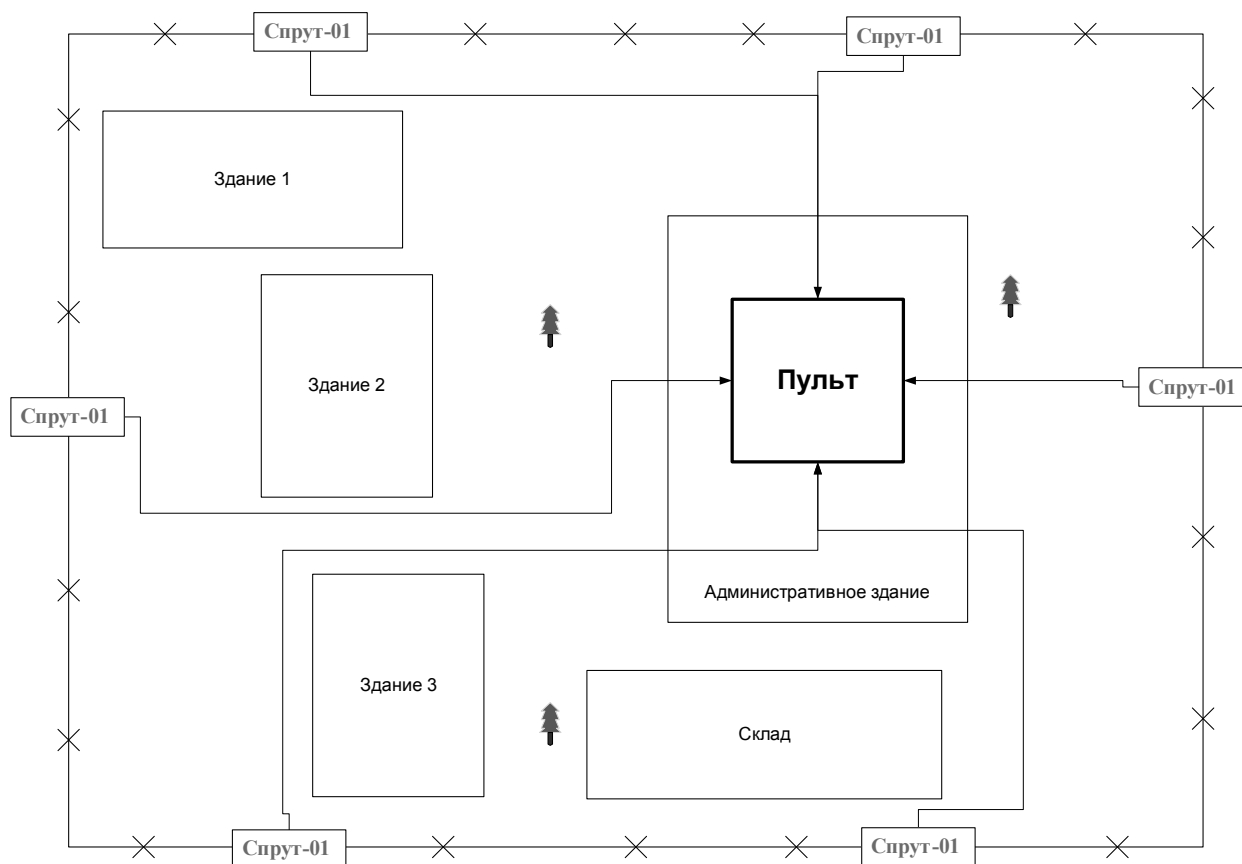 Спрут-01
Спрут-01
Здание 1
Здание 2
Пульт
Спрут-01
Спрут-01
Административное здание
Здание 3
Склад
Спрут-01
Спрут-01